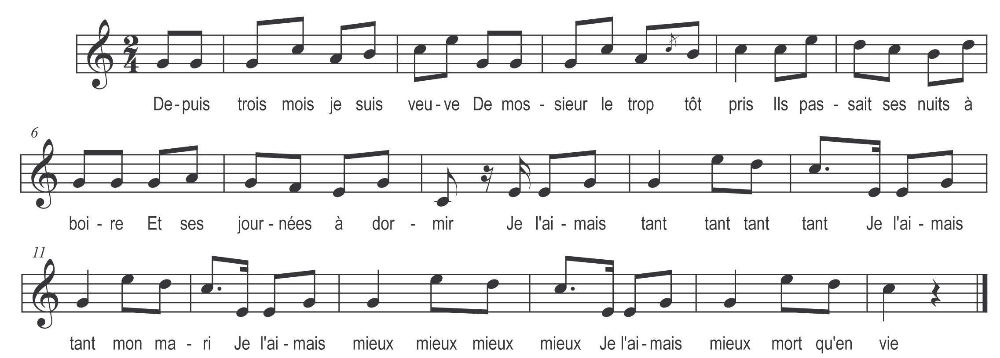 De-puis trois mois je suis veu-ve De mos - sieur le trop tôt pris Ils pas - sait ses nuits à
6
boi - re Et ses jour - nées à dor - mir Je l'ai - mais tant tant tant tant Je l'ai - mais
11
tant mon ma - ri Je l'ai - mais mieux mieux mieux mieux Je l'ai - mais mieux mort qu'en vie